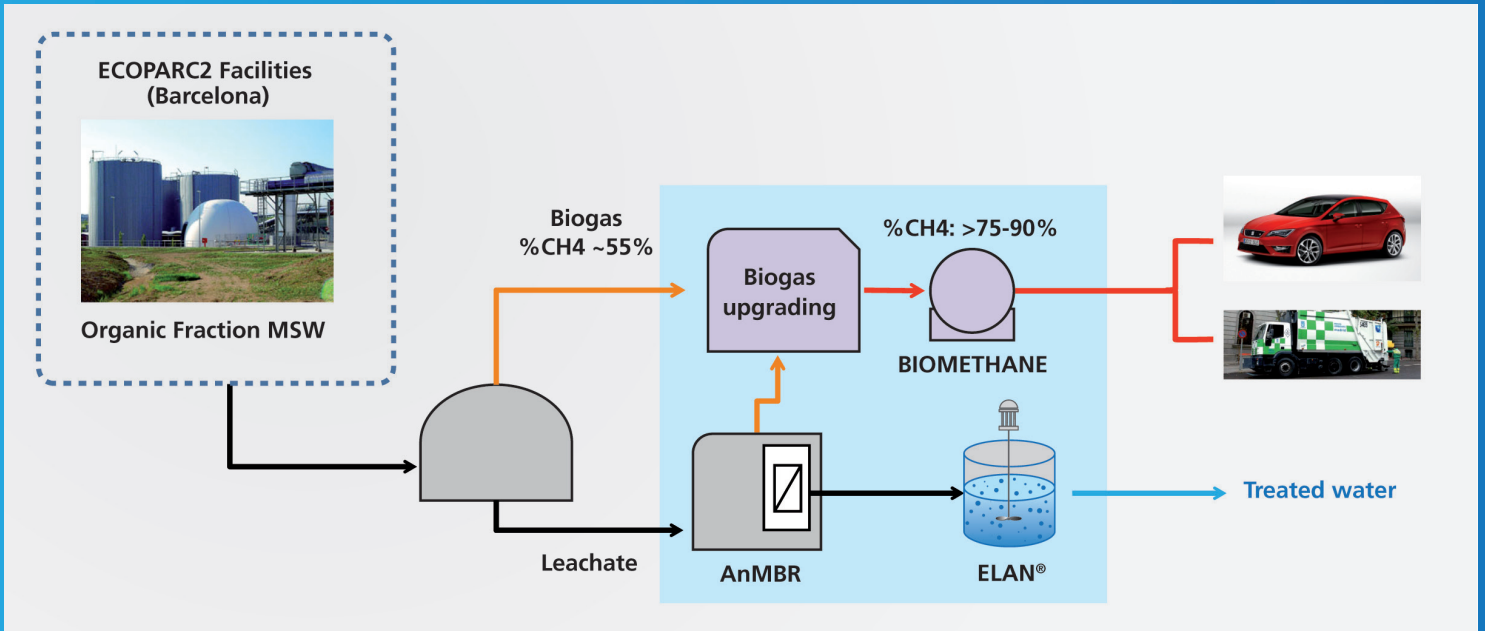 ECOPARC2 Facilities
(Barcelona)
Organic Fraction MSW
Biogas
%CH4 ~55%
Biogas
upgrading
%CH4: >75-90%
BIOMETHANE
Leachate
AnMBR
ELAN®
Treated water